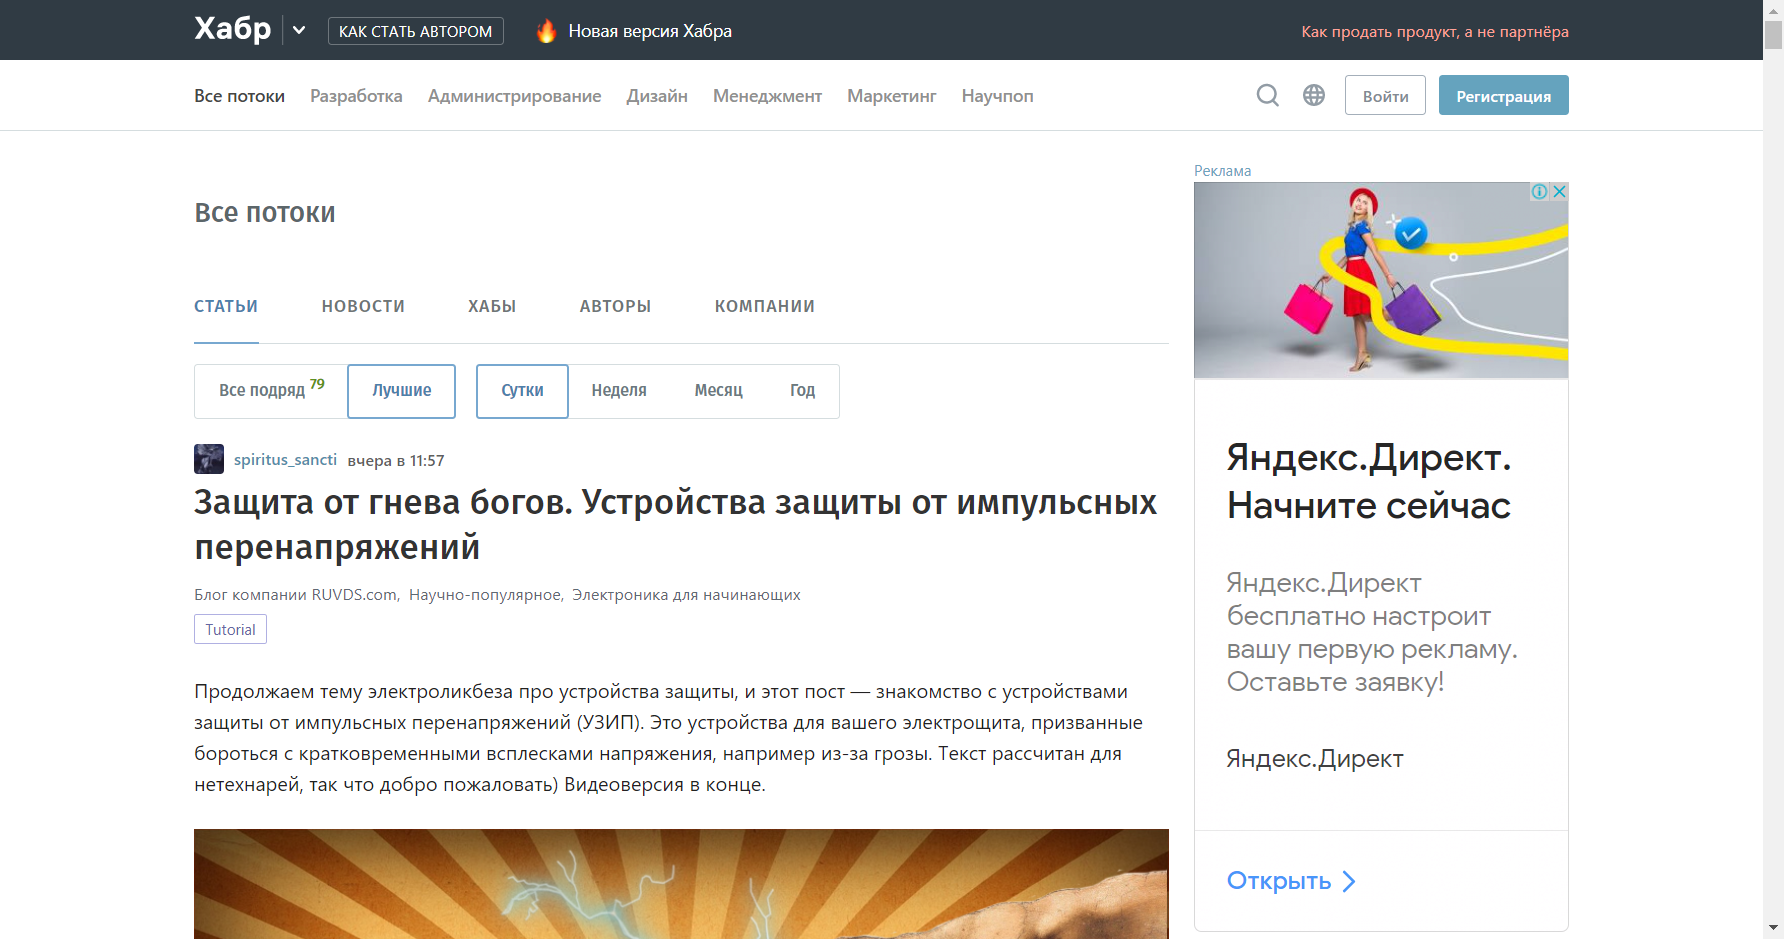 Хабр
КАК СТАТЬ АВТОРОМ
Новая версия Хабра
Как продать продукт, а не партнёра
Все потоки Разработка Администрирование Дизайн Менеджмент Маркетинг Научпоп
Войти
Регистрация
Реклама
Все потоки
СТАТЬИ НОВОСТИ ХАБЫ АВТОРЫ КОМПАНИИ
Все подряд 79 Лучшие Сутки Неделя Месяц Год
spiritus_sancti вчера в 11:57
Защита от гнева богов. Устройства защиты от импульсных
перенапряжений
Блог компании RUVDS.com, Научно-популярное, Электроника для начинающих
Tutorial
Продолжаем тему электроликбеза про устройства защиты, и этот пост — знакомство с устройствами
защиты от импульсных перенапряжений (УЗИП). Это устройства для вашего электрощита, призванные
бороться с кратковременными всплесками напряжения, например из-за грозы. Текст рассчитан для
нетехнарей, так что добро пожаловать) Видеоверсия в конце.
Яндекс.Директ.
Начните сейчас
Яндекс.Директ
бесплатно настроит
вашу первую рекламу.
Оставьте заявку!
Яндекс.Директ
Открыть